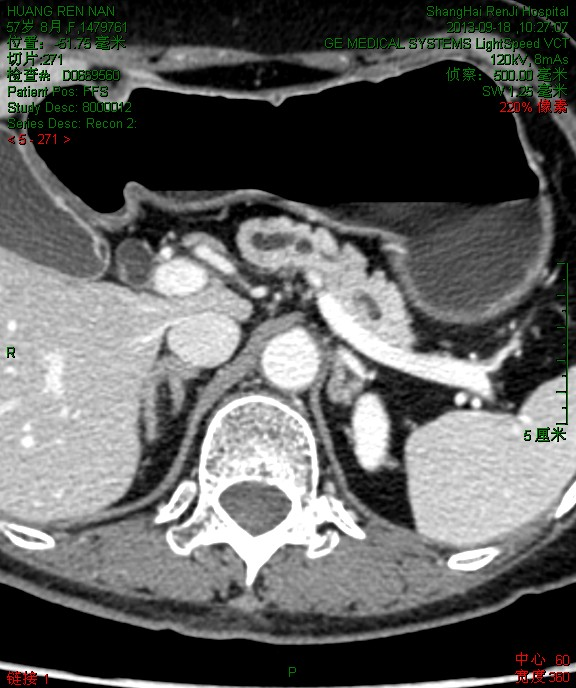 HUANG REN NAN
57岁 8月,F,1479761
位置: -51.75 毫米
切片:271
检查# D0689560
Patient Pos: FFS
Study Desc: 8000012
Series Desc: Recon 2:
< 5 - 271 >
ShangHai RenJi Hospital
2013-09-18 ,10:27:07
GE MEDICAL SYSTEMS LightSpeed VCT
120kV, 8mAs
侦察: 500.00 毫米
SW 1.25 毫米
220% 像素
R
5 厘米
P
链接 1
中心 60
宽度 360